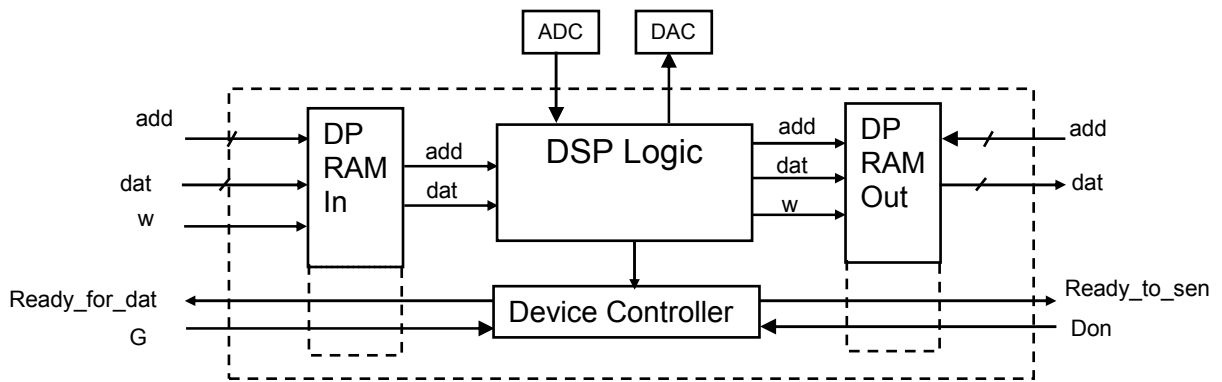 ADC
DAC
add
dat
w
DP
RAM
In
add
dat
DSP Logic
add
dat
w
DP
RAM
Out
add
dat
Ready_for_dat
G
Device Controller
Ready_to_sen
Don